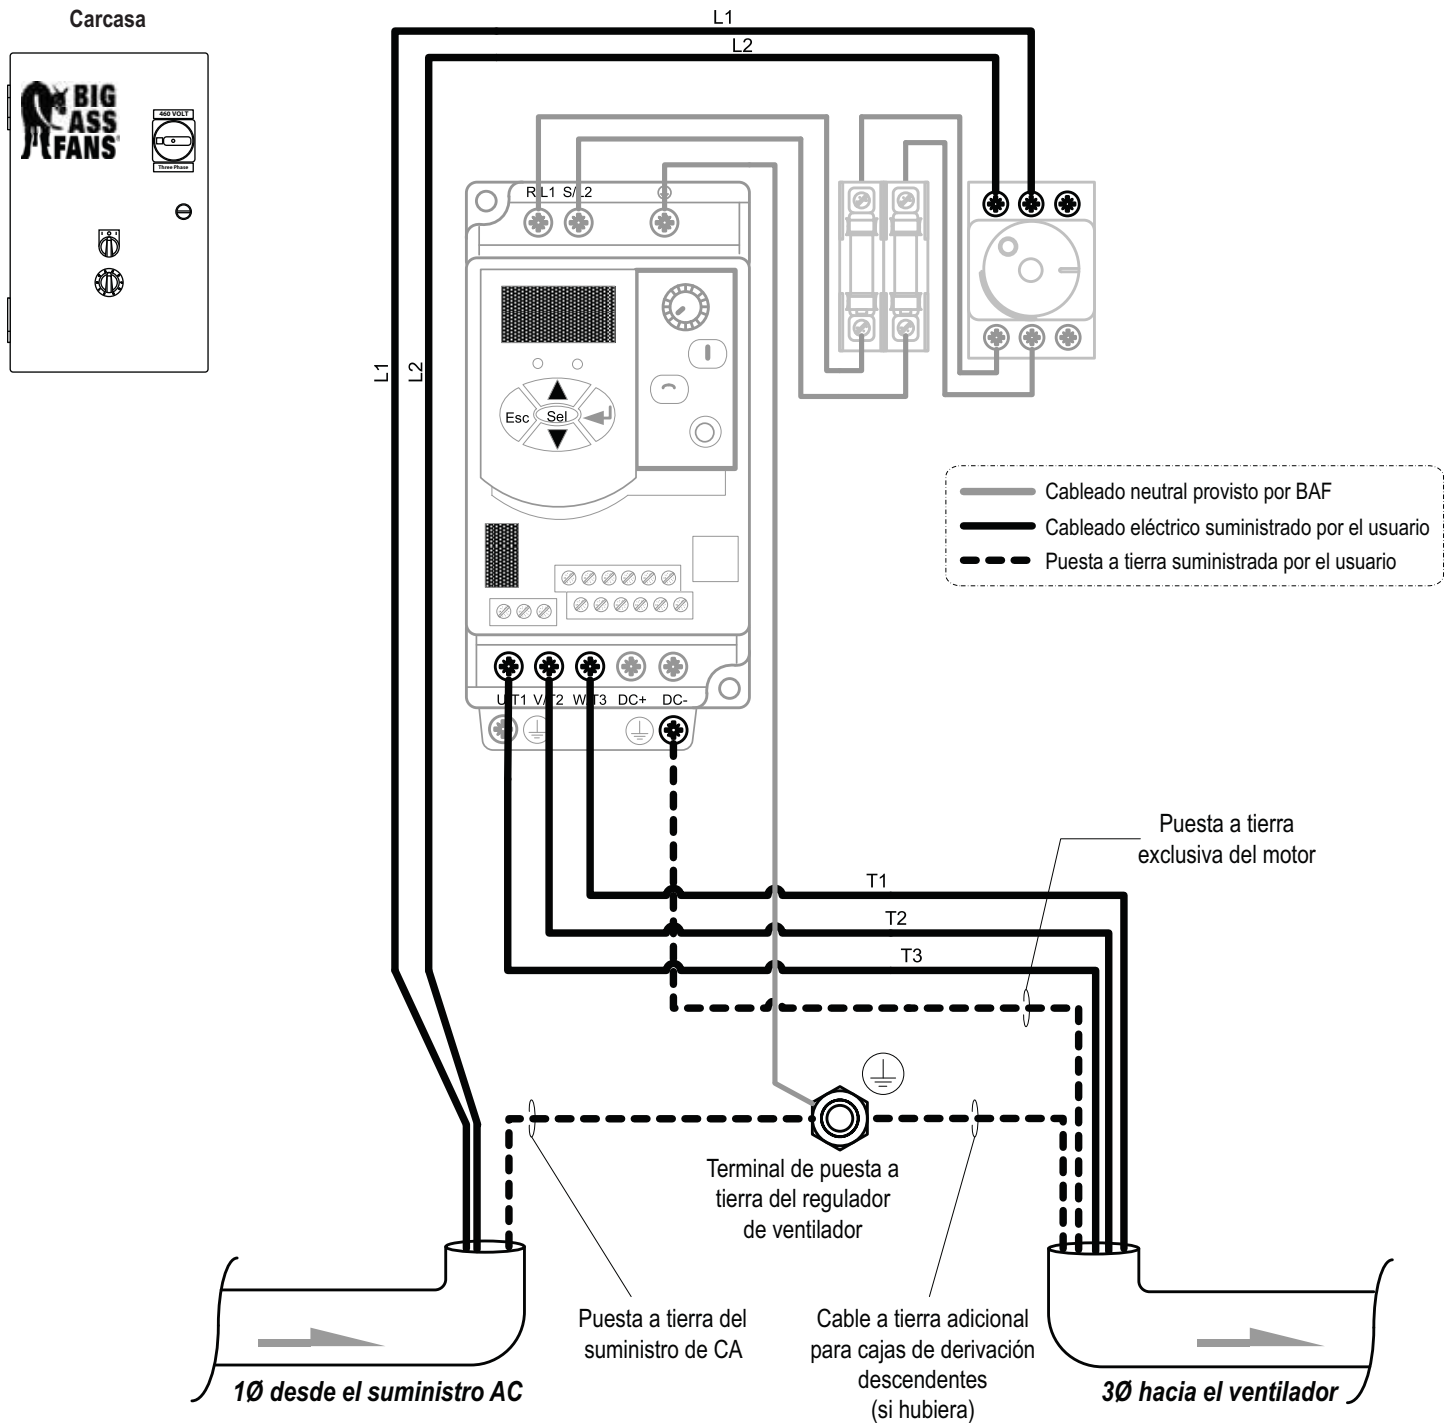 Carcasa
BIG
ASS
FANS®
460 VOLT
Three Phase
I O I
L1
L2
L1
L2
R/L1 S/L2
Esc
Sel
Cableado neutral provisto por BAF
Cableado eléctrico suministrado por el usuario
Puesta a tierra suministrada por el usuario
U/T1 V/T2 W/T3 DC+ DC-
Puesta a tierra
exclusiva del motor
T1
T2
T3
Terminal de puesta a
tierra del regulador
de ventilador
Puesta a tierra del
suministro de CA
Cable a tierra adicional
para cajas de derivación
descendentes
(si hubiera)
1Ø desde el suministro AC
3Ø hacia el ventilador